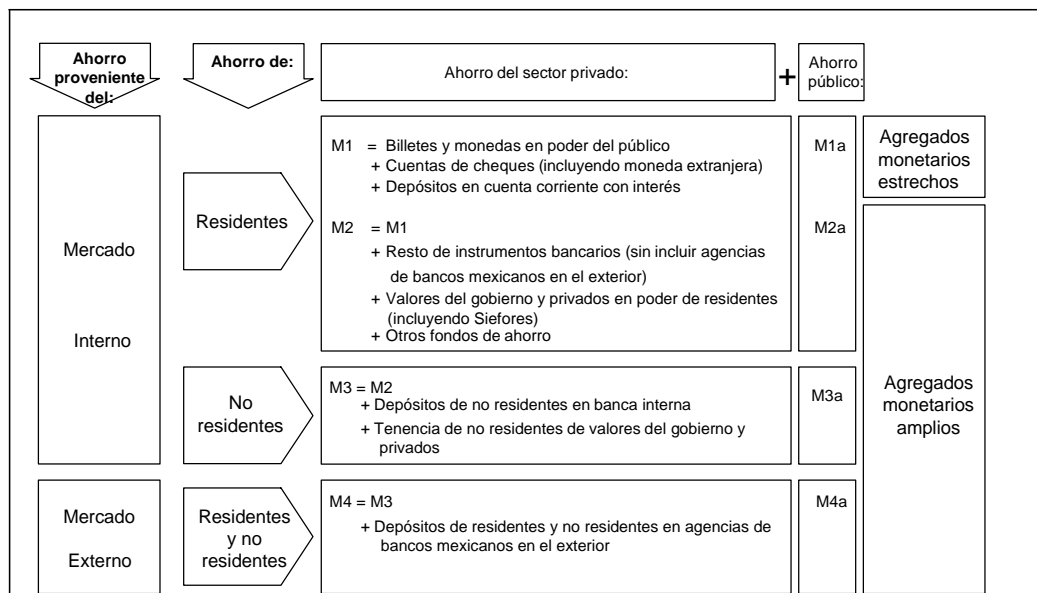 Ahorro
proveniente
del:
Ahorro de:
Ahorro del sector privado:
+
Ahorro
público:
Mercado
Interno
Residentes
M1 = Billetes y monedas en poder del público
+ Cuentas de cheques (incluyendo moneda extranjera)
+ Depósitos en cuenta corriente con interés
M2 = M1
+ Resto de instrumentos bancarios (sin incluir agencias
de bancos mexicanos en el exterior)
+ Valores del gobierno y privados en poder de residentes
(incluyendo Siefores)
+ Otros fondos de ahorro
M1a
M2a
Agregados
monetarios
estrechos
No
residentes
M3 = M2
+ Depósitos de no residentes en banca interna
+ Tenencia de no residentes de valores del gobierno y
privados
M3a
Agregados
monetarios
amplios
Mercado
Externo
Residentes
y no
residentes
M4 = M3
+ Depósitos de residentes y no residentes en agencias de
bancos mexicanos en el exterior
M4a